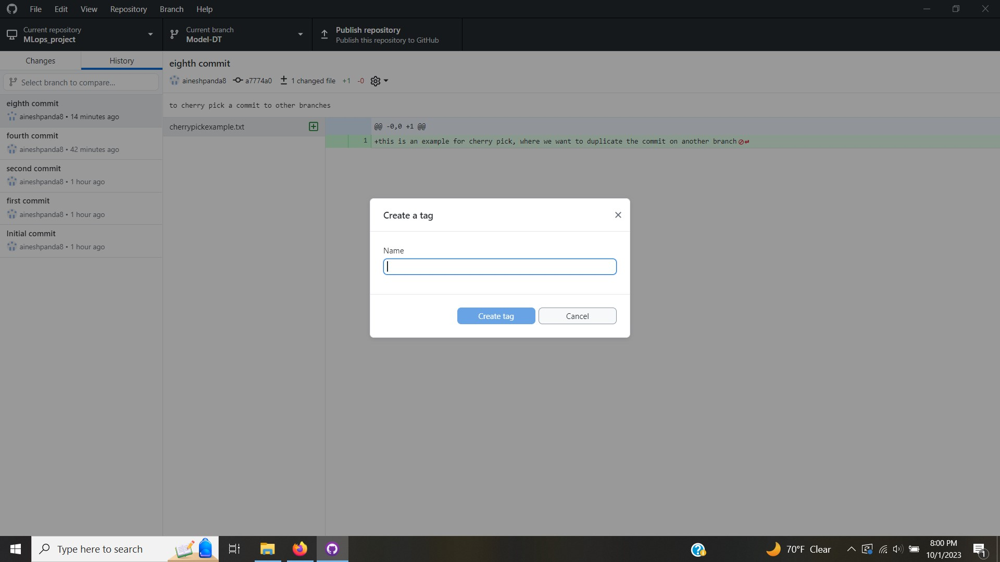 File Edit View Repository Branch Help
Current repository
MLops_project
Current branch
Model-DT
Publish repository
Publish this repository to GitHub
Changes
History
Select branch to compare...
eighth commit
aineshpanda8 • 14 minutes ago
fourth commit
aineshpanda8 • 42 minutes ago
second commit
aineshpanda8 • 1 hour ago
first commit
aineshpanda8 • 1 hour ago
Initial commit
aineshpanda8 • 1 hour ago
eighth commit
aineshpanda8 a7774a0 1 changed file +1 -0
to cherry pick a commit to other branches
cherrypickexample.txt
@@ -0,0 +1 @@
1 +this is an example for cherry pick, where we want to duplicate the commit on another branch
Create a tag
Name
Create tag
Cancel
Type here to search
70°F Clear
8:00 PM
10/1/2023
1